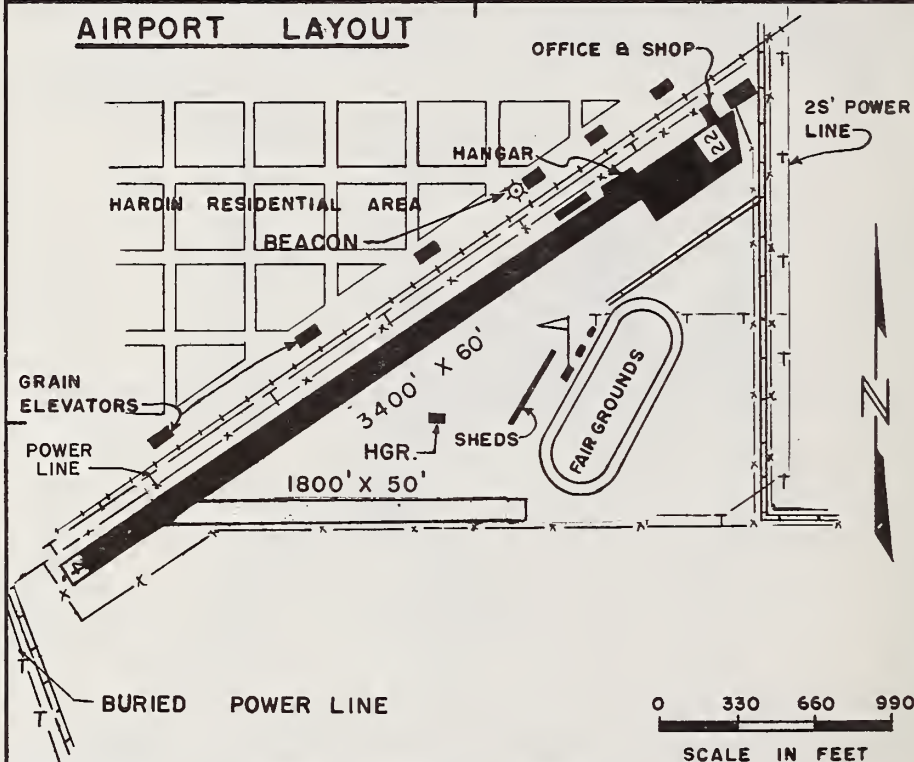 AIRPORT LAYOUT
OFFICE & SHOP
25' POWER
LINE
22
HANGAR
HARDIN RESIDENTIAL AREA
BEACON
3400' X 60'
GRAIN
ELEVATORS
FAIR GROUNDS
N
POWER
LINE
HGR.
SHEDS
1800' X 50'
4
BURIED POWER LINE
0 330 660 990
SCALE IN FEET